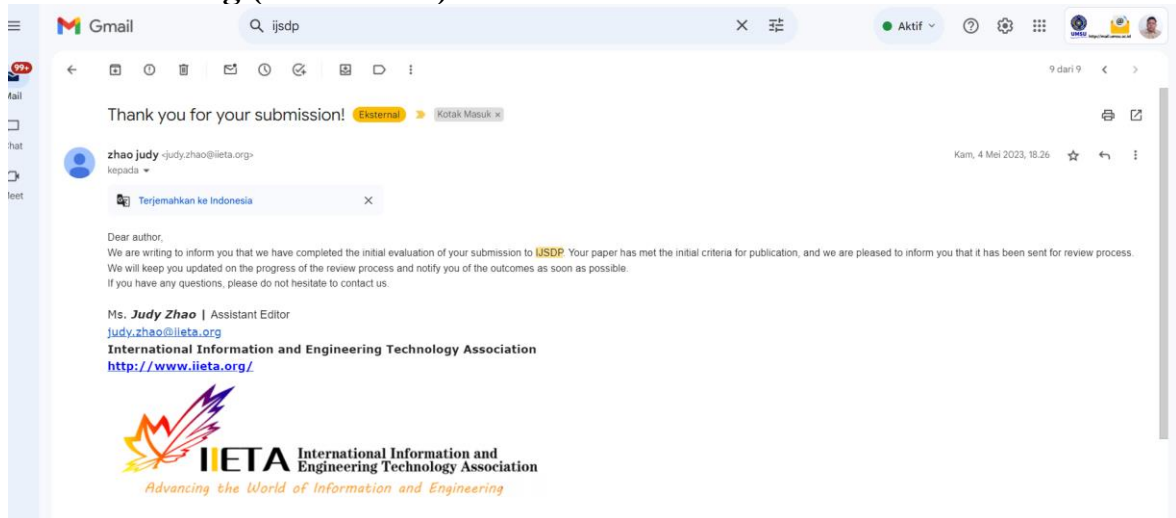 Gmail
ijsdp
Aktif
UMSU
99+
Mail
9 dari 9
Thank you for your submission! Eksternal Kotak Masuk x
Chat
zhao judy <judy.zhao@iieta.org>
Kam, 4 Mei 2023, 18.26
kepada
Meet
Terjemahkan ke Indonesia
Dear author,
We are writing to inform you that we have completed the initial evaluation of your submission to IJSDP. Your paper has met the initial criteria for publication, and we are pleased to inform you that it has been sent for review process.
We will keep you updated on the progress of the review process and notify you of the outcomes as soon as possible.
If you have any questions, please do not hesitate to contact us.
Ms. Judy Zhao | Assistant Editor
judy.zhao@iieta.org
International Information and Engineering Technology Association
http://www.iieta.org/
IIETA International Information and
Engineering Technology Association
Advancing the World of Information and Engineering